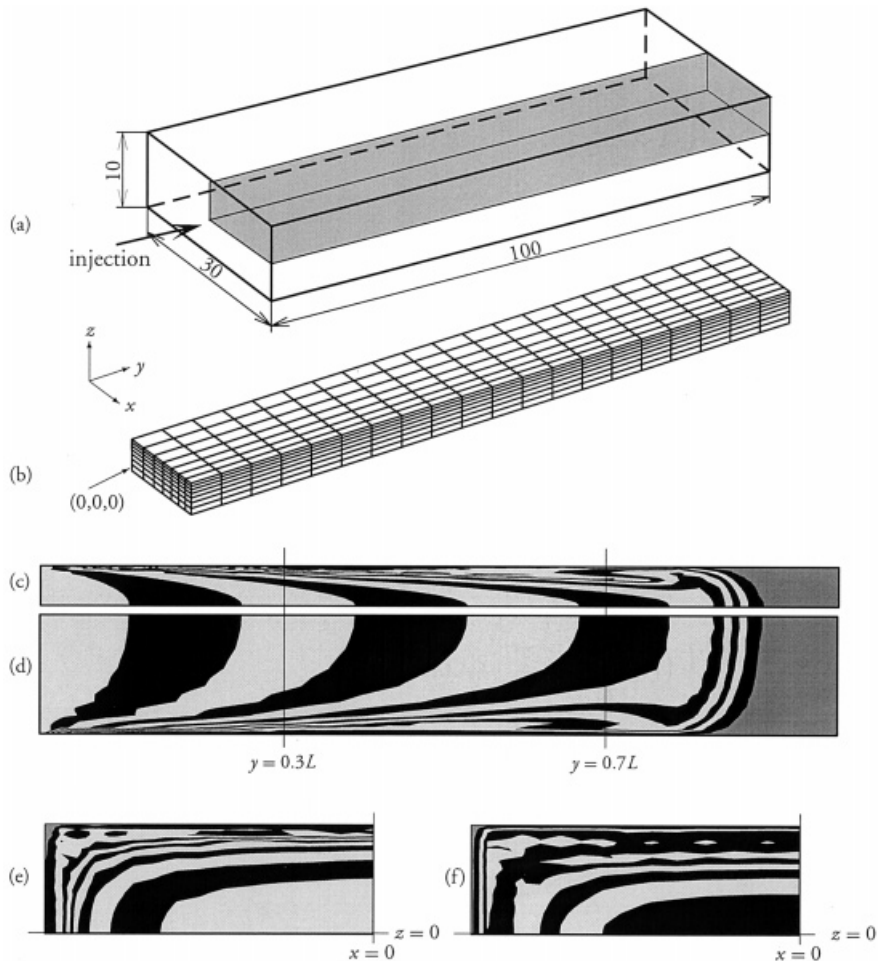 10
(a)
injection
30
100
z
y
x
(b)
(0,0,0)
(c)
(d)
y = 0.3L
y = 0.7L
(e)
z = 0
x = 0
(f)
z = 0
x = 0